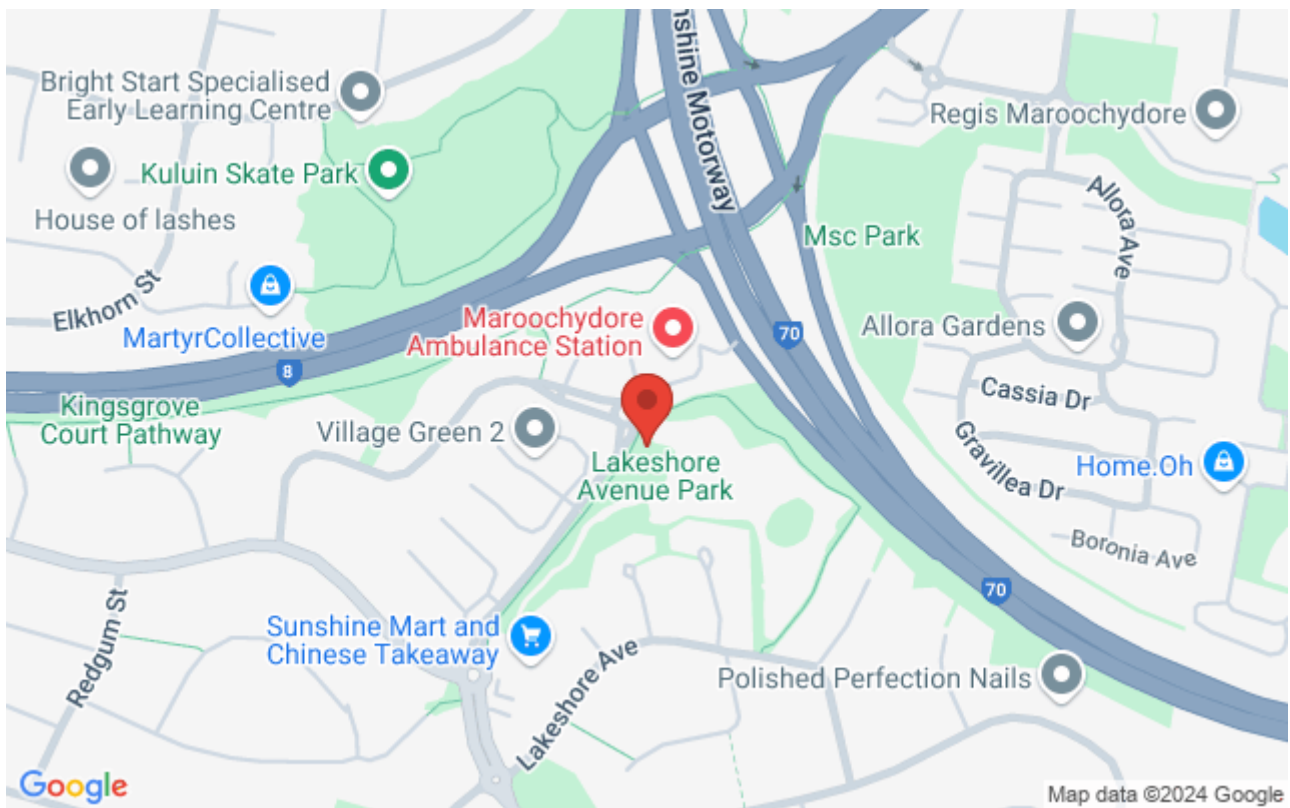 Bright Start Specialised
Early Learning Centre
Kuluin Skate Park
House of lashes
Elkhorn St
MartyrCollective
8
Kingsgrove
Court Pathway
nshine Motorway
Regis Maroochydore
Allora Ave
Msc Park
Maroochydore
Ambulance Station
70
Allora Gardens
Cassia Dr
Village Green 2
Lakeshore
Avenue Park
Gravillea Dr
Home.Oh
Boronia Ave
70
Redgum St
Sunshine Mart and
Chinese Takeaway
Lakeshore Ave
Polished Perfection Nails
Google
Map data ©2024 Google